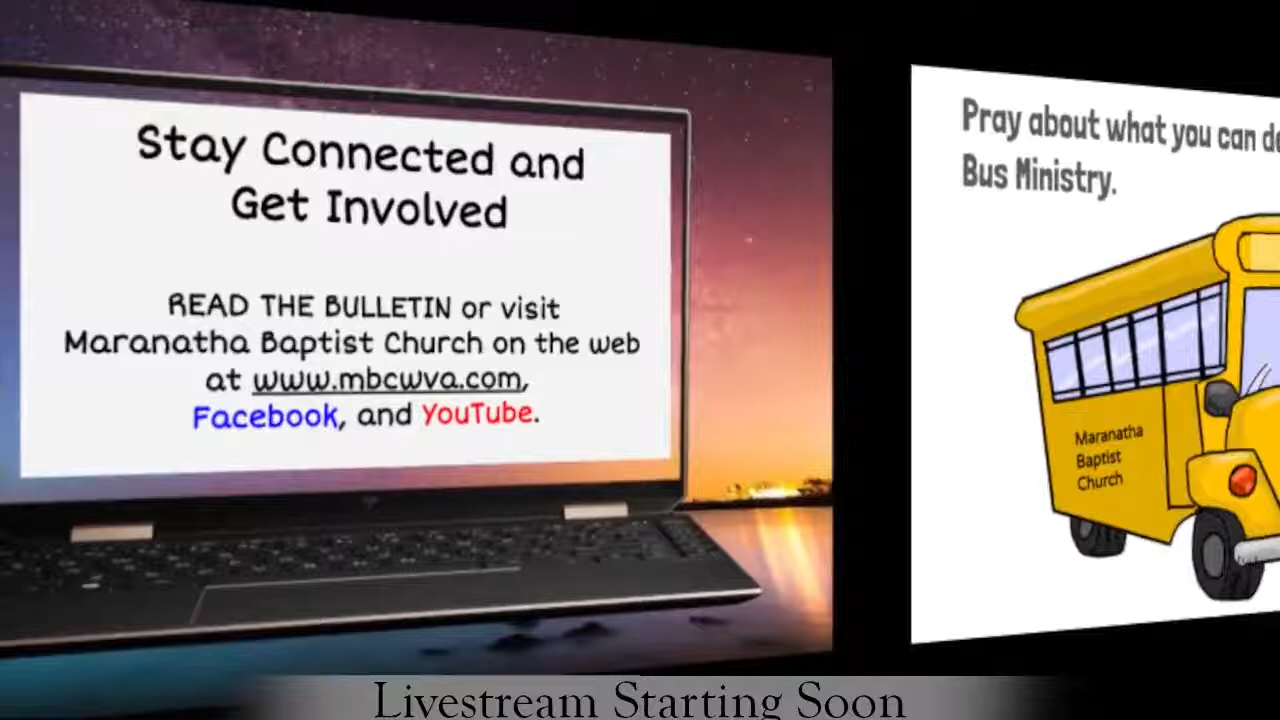 Stay Connected and
Get Involved
READ THE BULLETIN or visit
Maranatha Baptist Church on the web
at www.mbcwva.com,
Facebook, and YouTube.
Pray about what you can
Bus Ministry.
Maranatha
Baptist
Church
Livestream Starting Soon